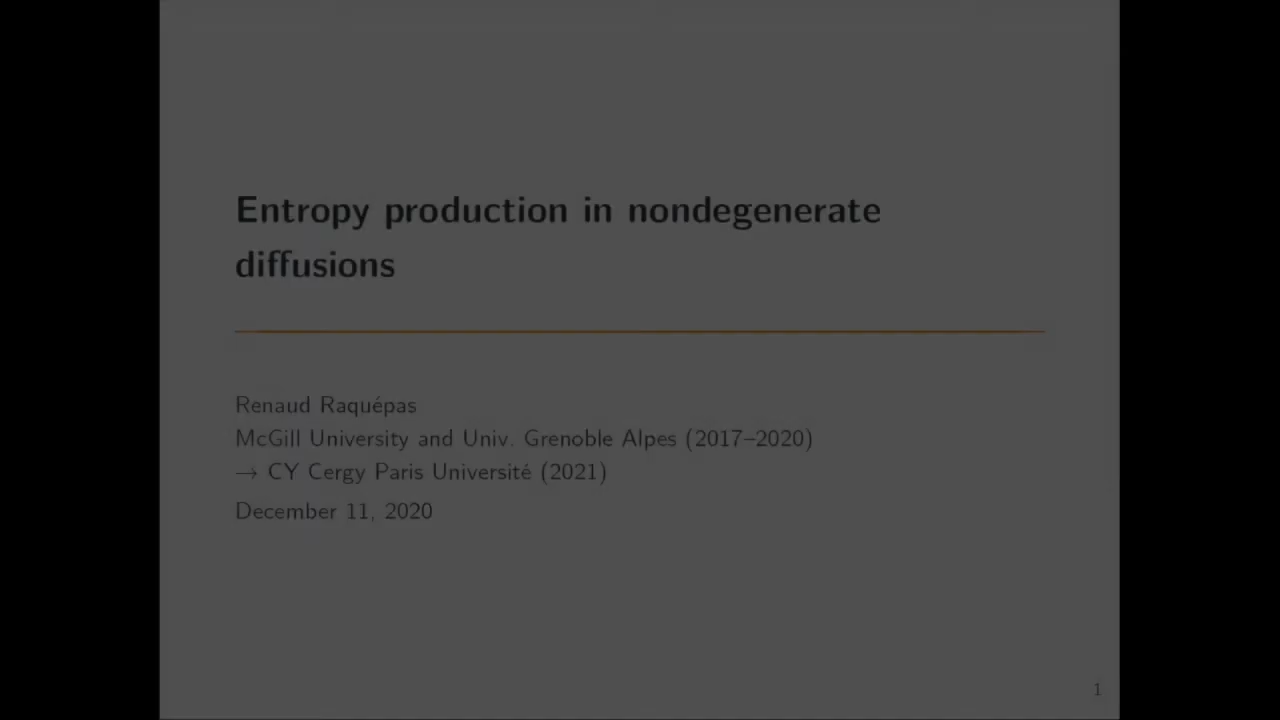 Entropy production in nondegenerate
diffusions
Renaud Raquépas
McGill University and Univ. Grenoble Alpes (2017–2020)
→ CY Cergy Paris Université (2021)
December 11, 2020
1